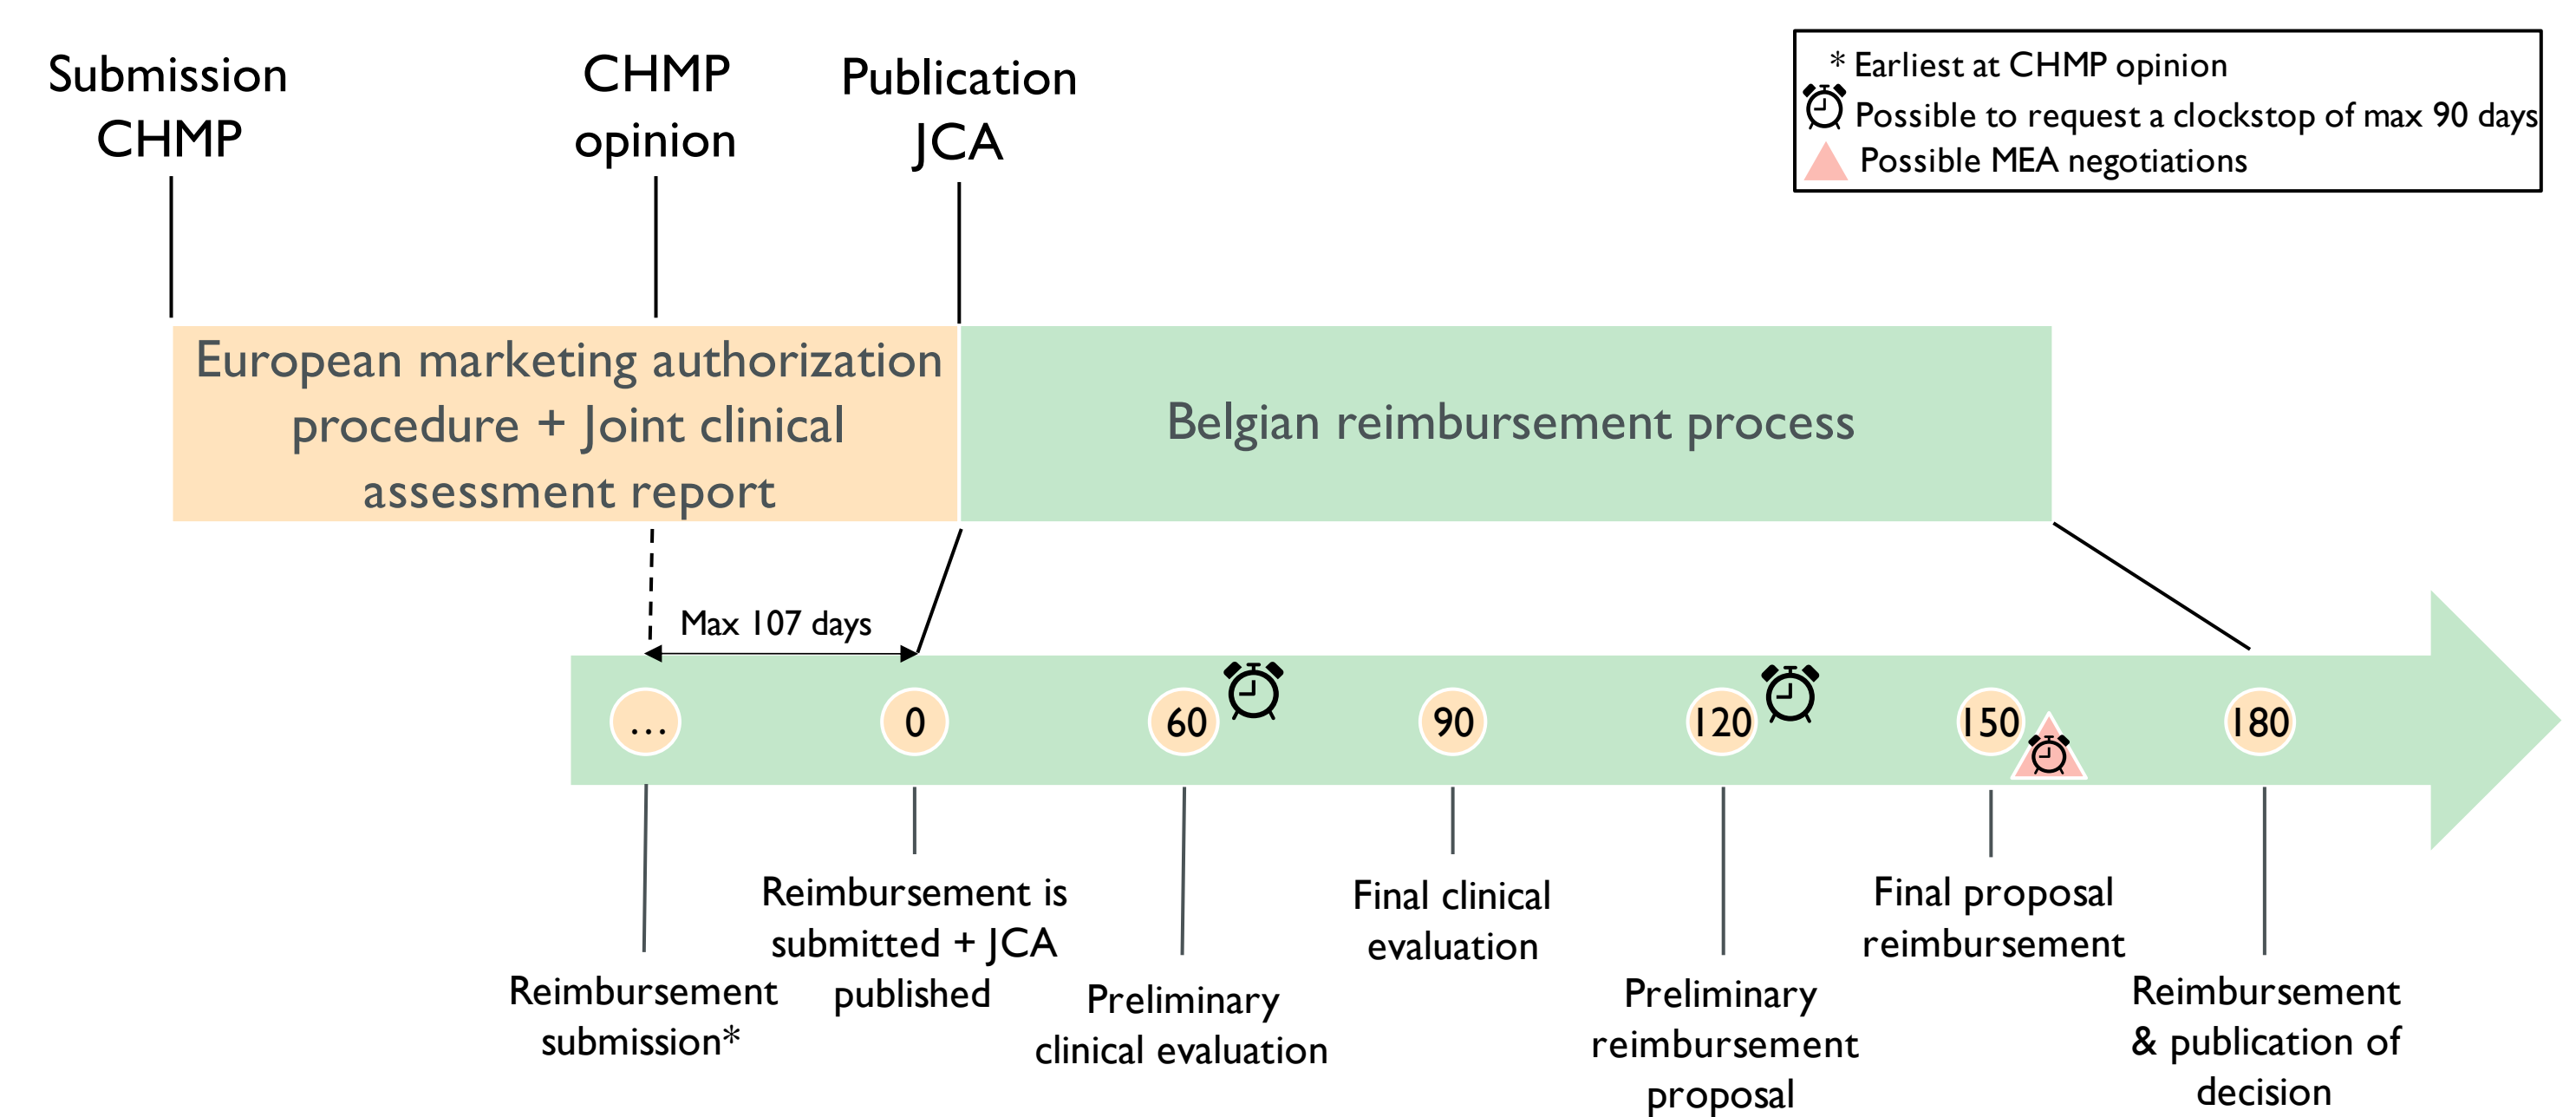 Submission
CHMP
CHMP
opinion
Publication
JCA
* Earliest at CHMP opinion
Possible to request a clockstop of max 90 days
Possible MEA negotiations
European marketing authorization
procedure + Joint clinical
assessment report
Belgian reimbursement process
Max 107 days
...
0
60
90
120
150
180
Reimbursement
submission*
Reimbursement is
submitted + JCA
published
Preliminary
clinical evaluation
Final clinical
evaluation
Preliminary
reimbursement
proposal
Final proposal
reimbursement
Reimbursement
& publication of
decision